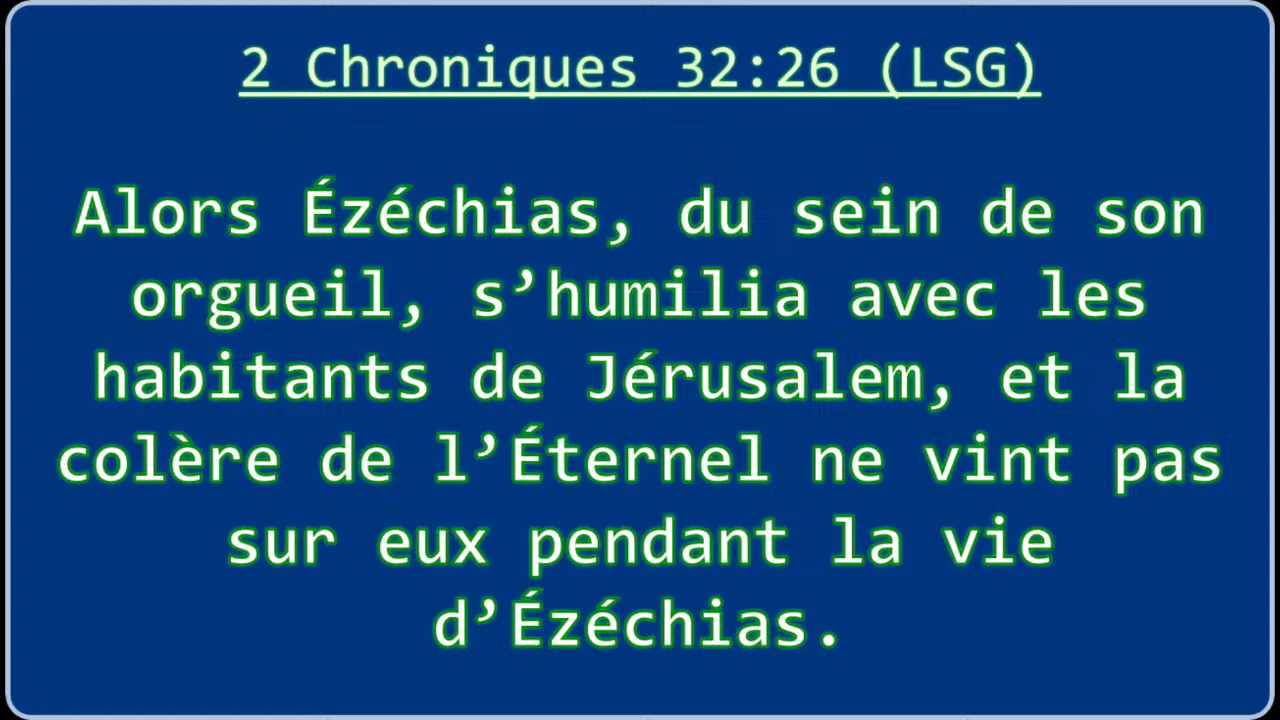 2 Chroniques 32:26 (LSG)
Alors Ézéchias, du sein de son
orgueil, s’humilia avec les
habitants de Jérusalem, et la
colère de l’Éternel ne vint pas
sur eux pendant la vie
d’Ézéchias.